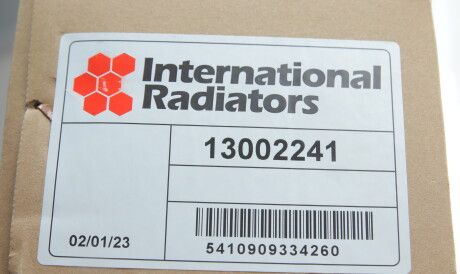 International
Radiators
13002241
02/01/23
5410909334260